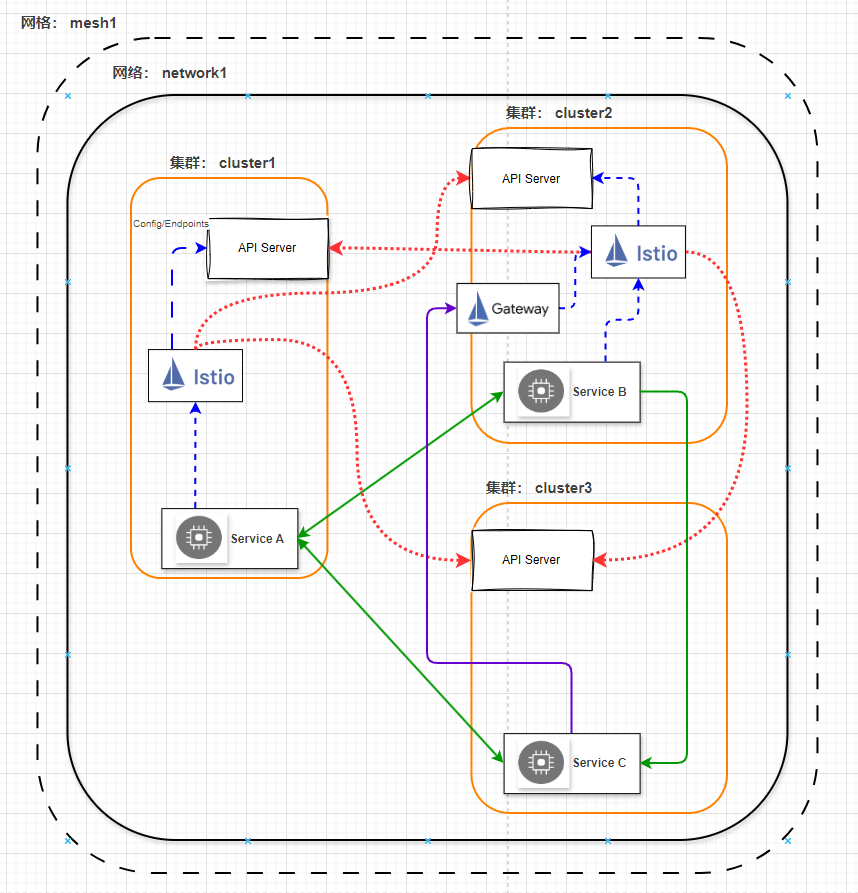 网格： mesh1
网络： network1
集群： cluster2
集群： cluster1
API Server
Config/Endpoints
API Server
Istio
Gateway
Istio
Service B
集群： cluster3
Service A
API Server
Service C